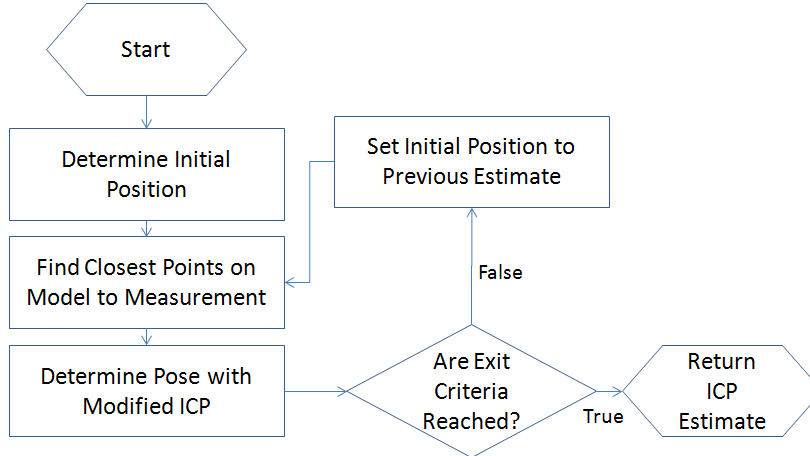 Start
Determine Initial
Position
Find Closest Points on
Model to Measurement
Determine Pose with
Modified ICP
Set Initial Position to
Previous Estimate
False
Are Exit
Criteria
Reached?
True
Return
ICP
Estimate